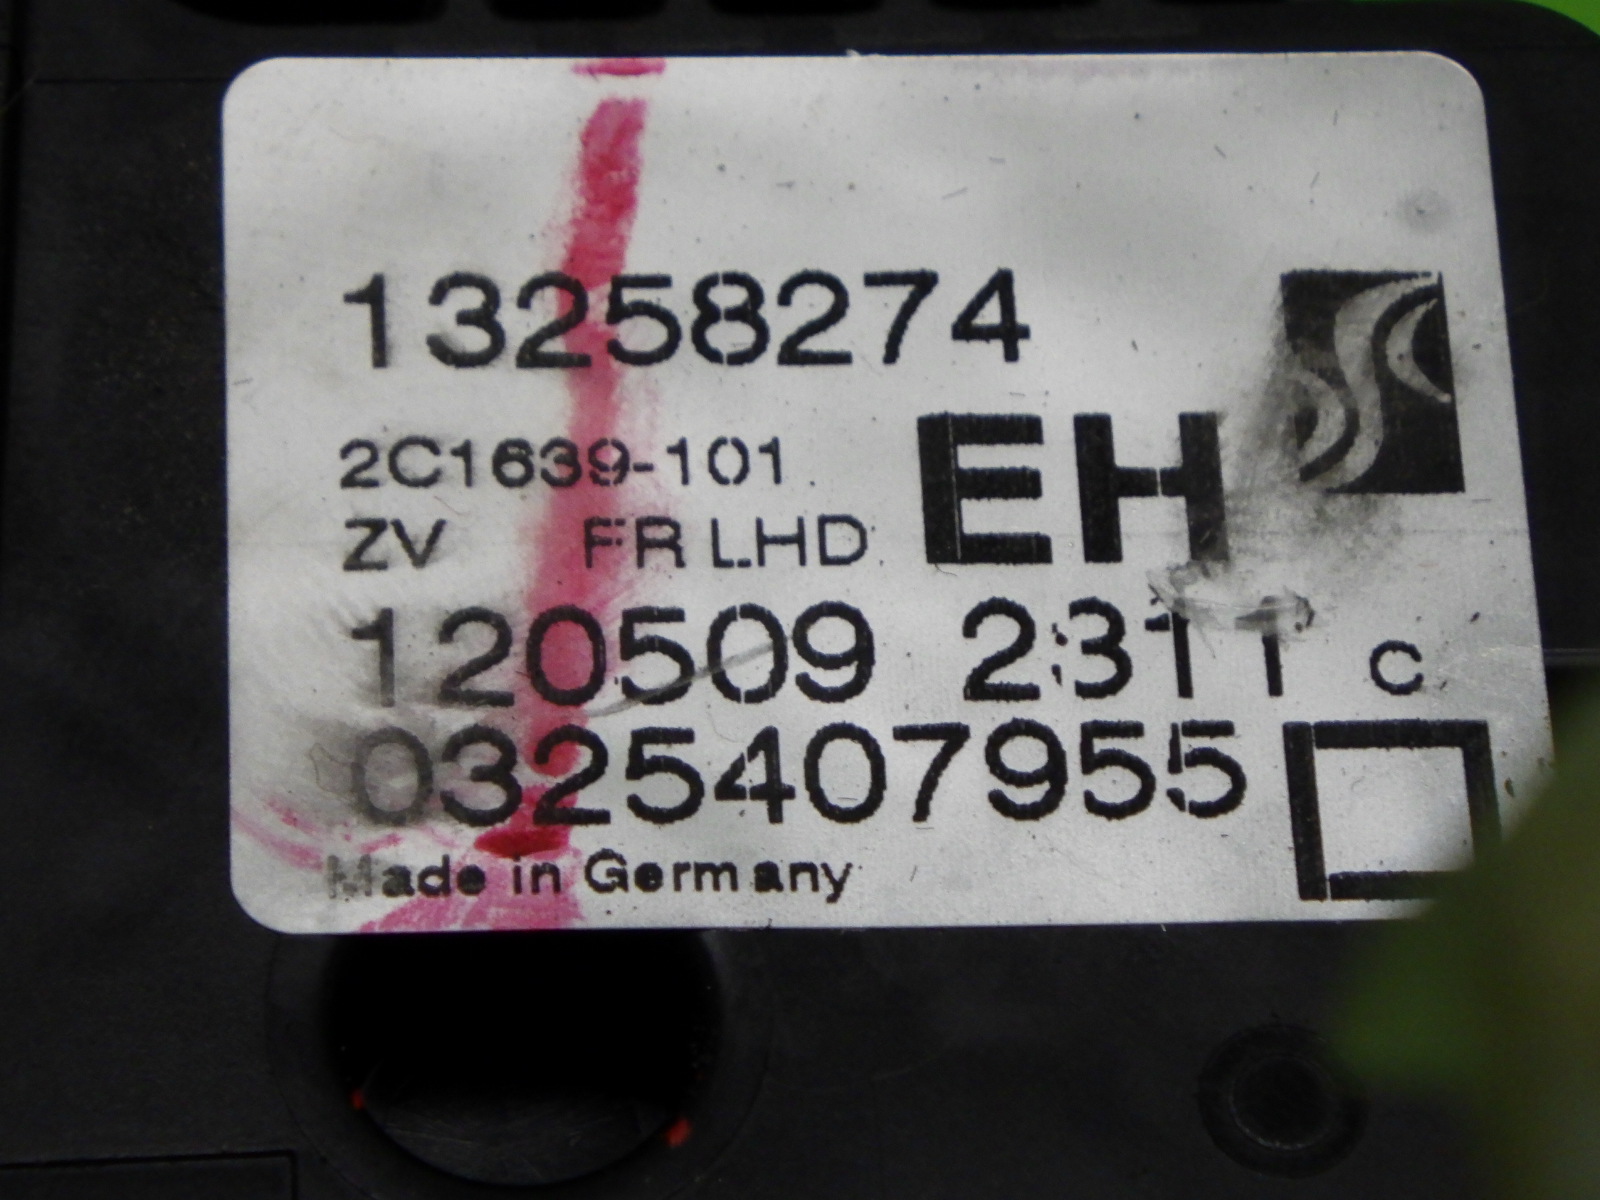 13258274
2C1639-101
EH
ZV FR LHD
120509 2311 c
0325407955
Made in Germany